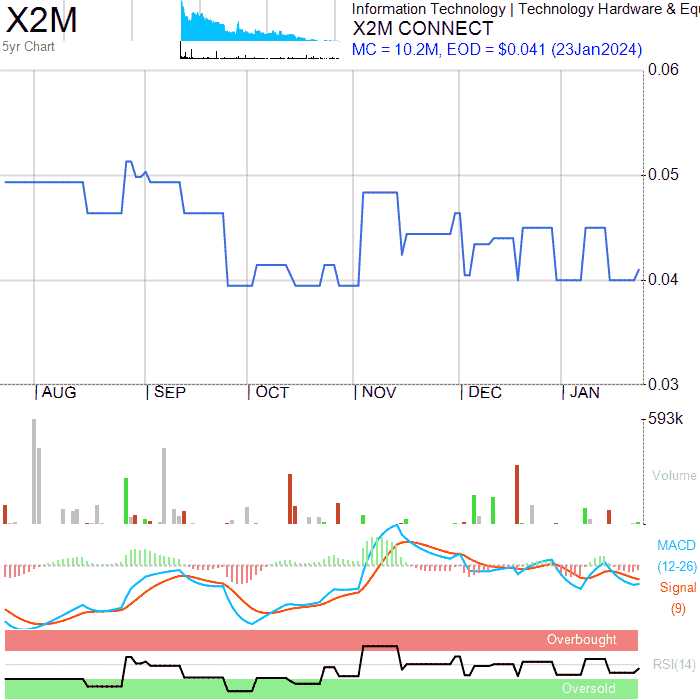 X2M
5yr Chart
Information Technology | Technology Hardware & Equ
X2M CONNECT
MC = 10.2M, EOD = $0.041 (23Jan2024)
0.06
0.05
0.04
0.03
AUG SEP OCT NOV DEC JAN
593k
Volume
MACD
(12-26)
Signal
(9)
Overbought
RSI(14)
Oversold